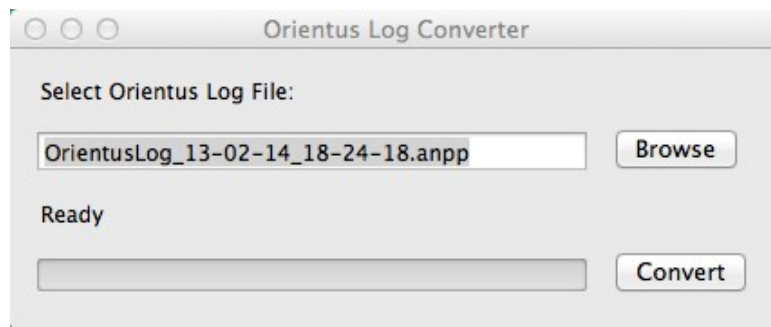 Orientus Log Converter
Select Orientus Log File:
OrientusLog_13-02-14_18-24-18.anpp
Browse
Ready
Convert